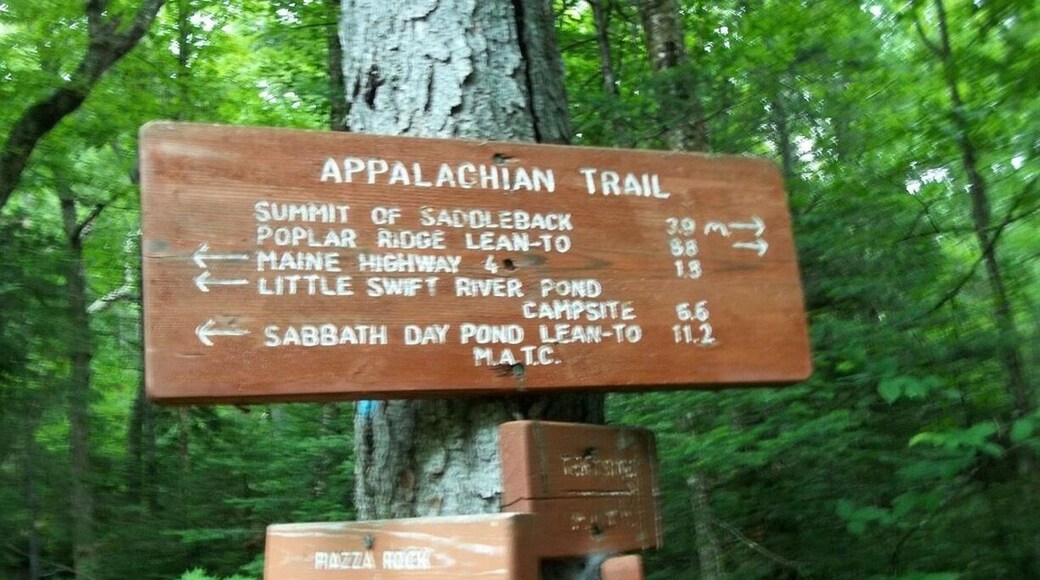 APPALACHIAN TRAIL
SUMMIT OF SADDLEBACK 3.9 m →
POPLAR RIDGE LEAN-TO 8.8 →
← MAINE HIGHWAY 4 1.8
← LITTLE SWIFT RIVER POND
CAMPSITE 6.6
← SABBATH DAY POND LEAN-TO 11.2
M.A.T.C.
PIAZZA ROCK